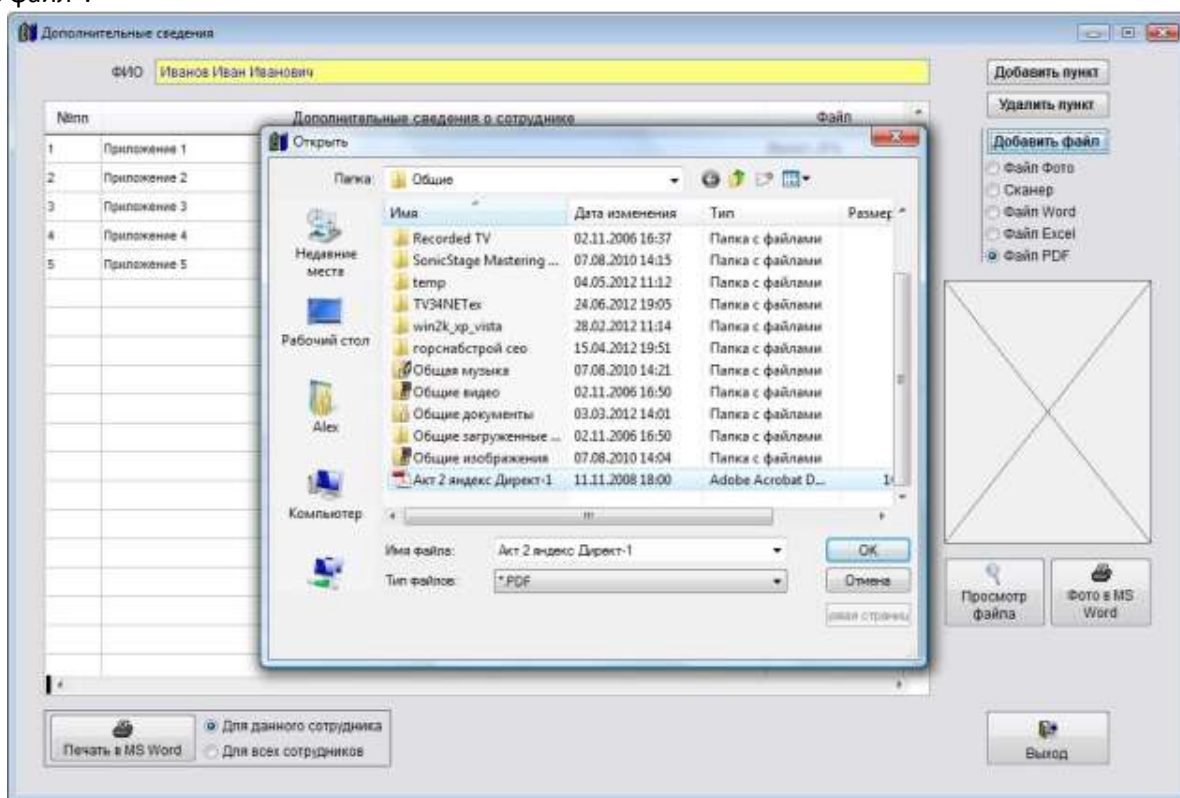 файл".
Дополнительные сведения
ФИО Иванов Иван Иванович
Добавить пункт
Удалить пункт
№пп Дополнительные сведения о сотруднике Файл
1 Приложение 1
2 Приложение 2
3 Приложение 3
4 Приложение 4
5 Приложение 5
Добавить файл
Файл Фото
Сканер
Файл Word
Файл Excel
Файл PDF
Открыть
Папка: Общие
Недавние места
Рабочий стол
Alex
Компьютер
Имя Дата изменения Тип Размер
Recorded TV 02.11.2006 16:37 Папка с файлами
SonicStage Mastering ... 07.08.2010 14:15 Папка с файлами
temp 04.05.2012 11:12 Папка с файлами
TV34NETex 24.06.2012 19:05 Папка с файлами
win2k_xp_vista 28.02.2012 11:14 Папка с файлами
горснабстрой сео 15.04.2012 19:51 Папка с файлами
Общая музыка 07.08.2010 14:21 Папка с файлами
Общие видео 02.11.2006 16:50 Папка с файлами
Общие документы 03.03.2012 14:01 Папка с файлами
Общие загруженные ... 02.11.2006 16:50 Папка с файлами
Общие изображения 07.08.2010 14:04 Папка с файлами
Акт 2 яндекс Директ-1 11.11.2008 18:00 Adobe Acrobat D...
Имя файла: Акт 2 яндекс Директ-1 OK
Тип файлов: *.PDF Отмена
Просмотр файла
Фото в MS Word
Печать в MS Word
Для данного сотрудника
Для всех сотрудников
Выход